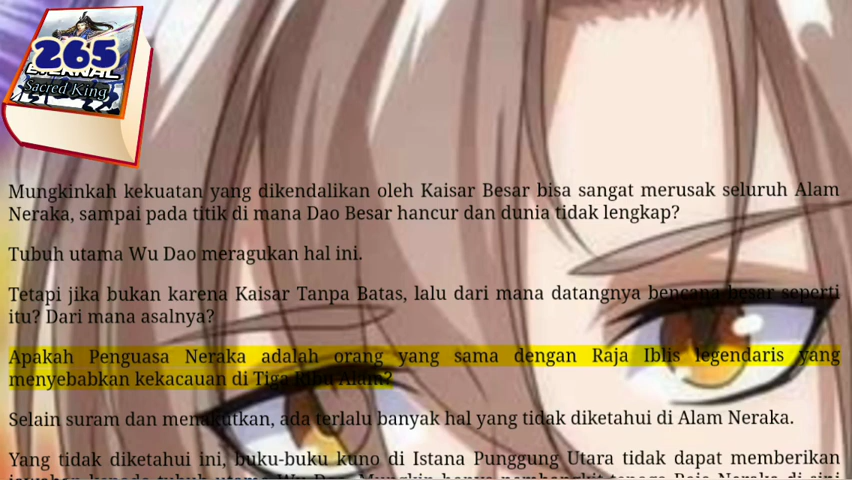 265
ETERNAL
Sacred King
Mungkinkah kekuatan yang dikendalikan oleh Kaisar Besar bisa sangat merusak seluruh Alam
Neraka, sampai pada titik di mana Dao Besar hancur dan dunia tidak lengkap?
Tubuh utama Wu Dao meragukan hal ini.
Tetapi jika bukan karena Kaisar Tanpa Batas, lalu dari mana datangnya bencana besar seperti
itu? Dari mana asalnya?
Apakah Penguasa Neraka adalah orang yang sama dengan Raja Iblis legendaris yang
menyebabkan kekacauan di Tiga Ribu Alam?
Selain suram dan menakutkan, ada terlalu banyak hal yang tidak diketahui di Alam Neraka.
Yang tidak diketahui ini, buku-buku kuno di Istana Punggung Utara tidak dapat memberikan